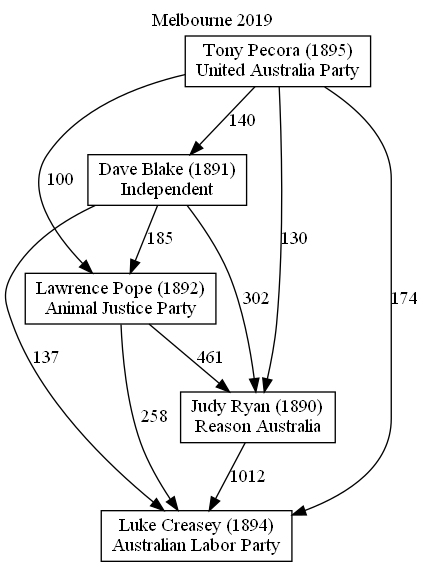 Melbourne 2019
Tony Pecora (1895)
United Australia Party
140
Dave Blake (1891)
Independent
100
185
130
Lawrence Pope (1892)
Animal Justice Party
302
174
137
461
Judy Ryan (1890)
Reason Australia
258
1012
Luke Creasey (1894)
Australian Labor Party